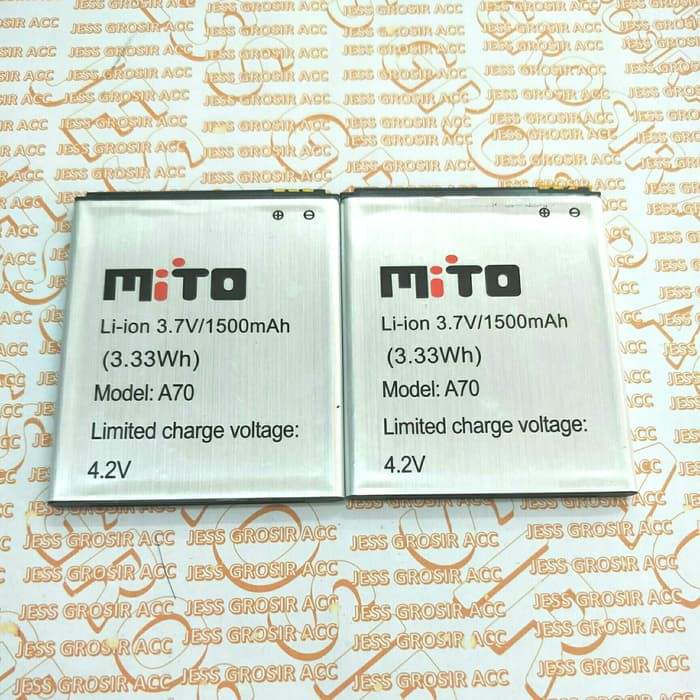 MiTO
Li-ion 3.7V/1500mAh
(3.33Wh)
Model: A70
Limited charge voltage:
4.2V
MiTO
Li-ion 3.7V/1500mAh
(3.33Wh)
Model: A70
Limited charge voltage:
4.2V
JESS GROSIR ACC